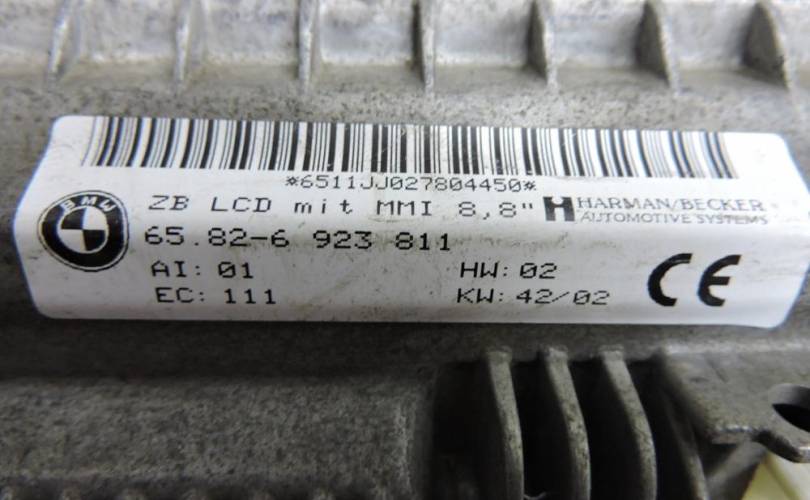 *6511JJ027804450*
ZB LCD mit MMI 8,8" HARMAN/BECKER
AUTOMOTIVE SYSTEMS
BMW
65.82-6 923 811
AI: 01 HW: 02
EC: 111 KW: 42/02
CE